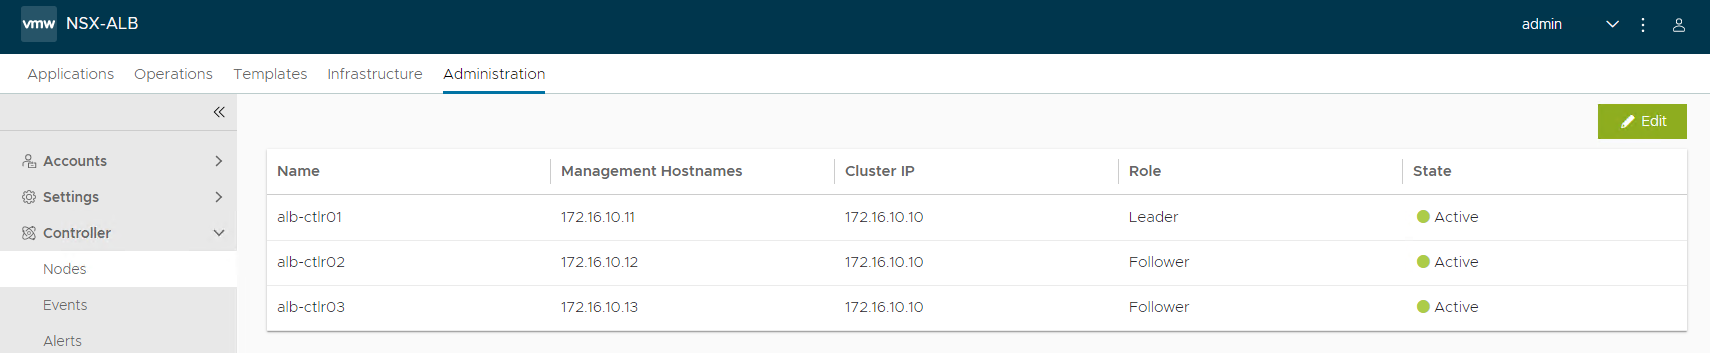 vmw NSX-ALB admin
Applications Operations Templates Infrastructure Administration
Edit
Accounts
Settings
Controller
Nodes
Events
Alerts
Name Management Hostnames Cluster IP Role State
alb-ctlr01 172.16.10.11 172.16.10.10 Leader Active
alb-ctlr02 172.16.10.12 172.16.10.10 Follower Active
alb-ctlr03 172.16.10.13 172.16.10.10 Follower Active